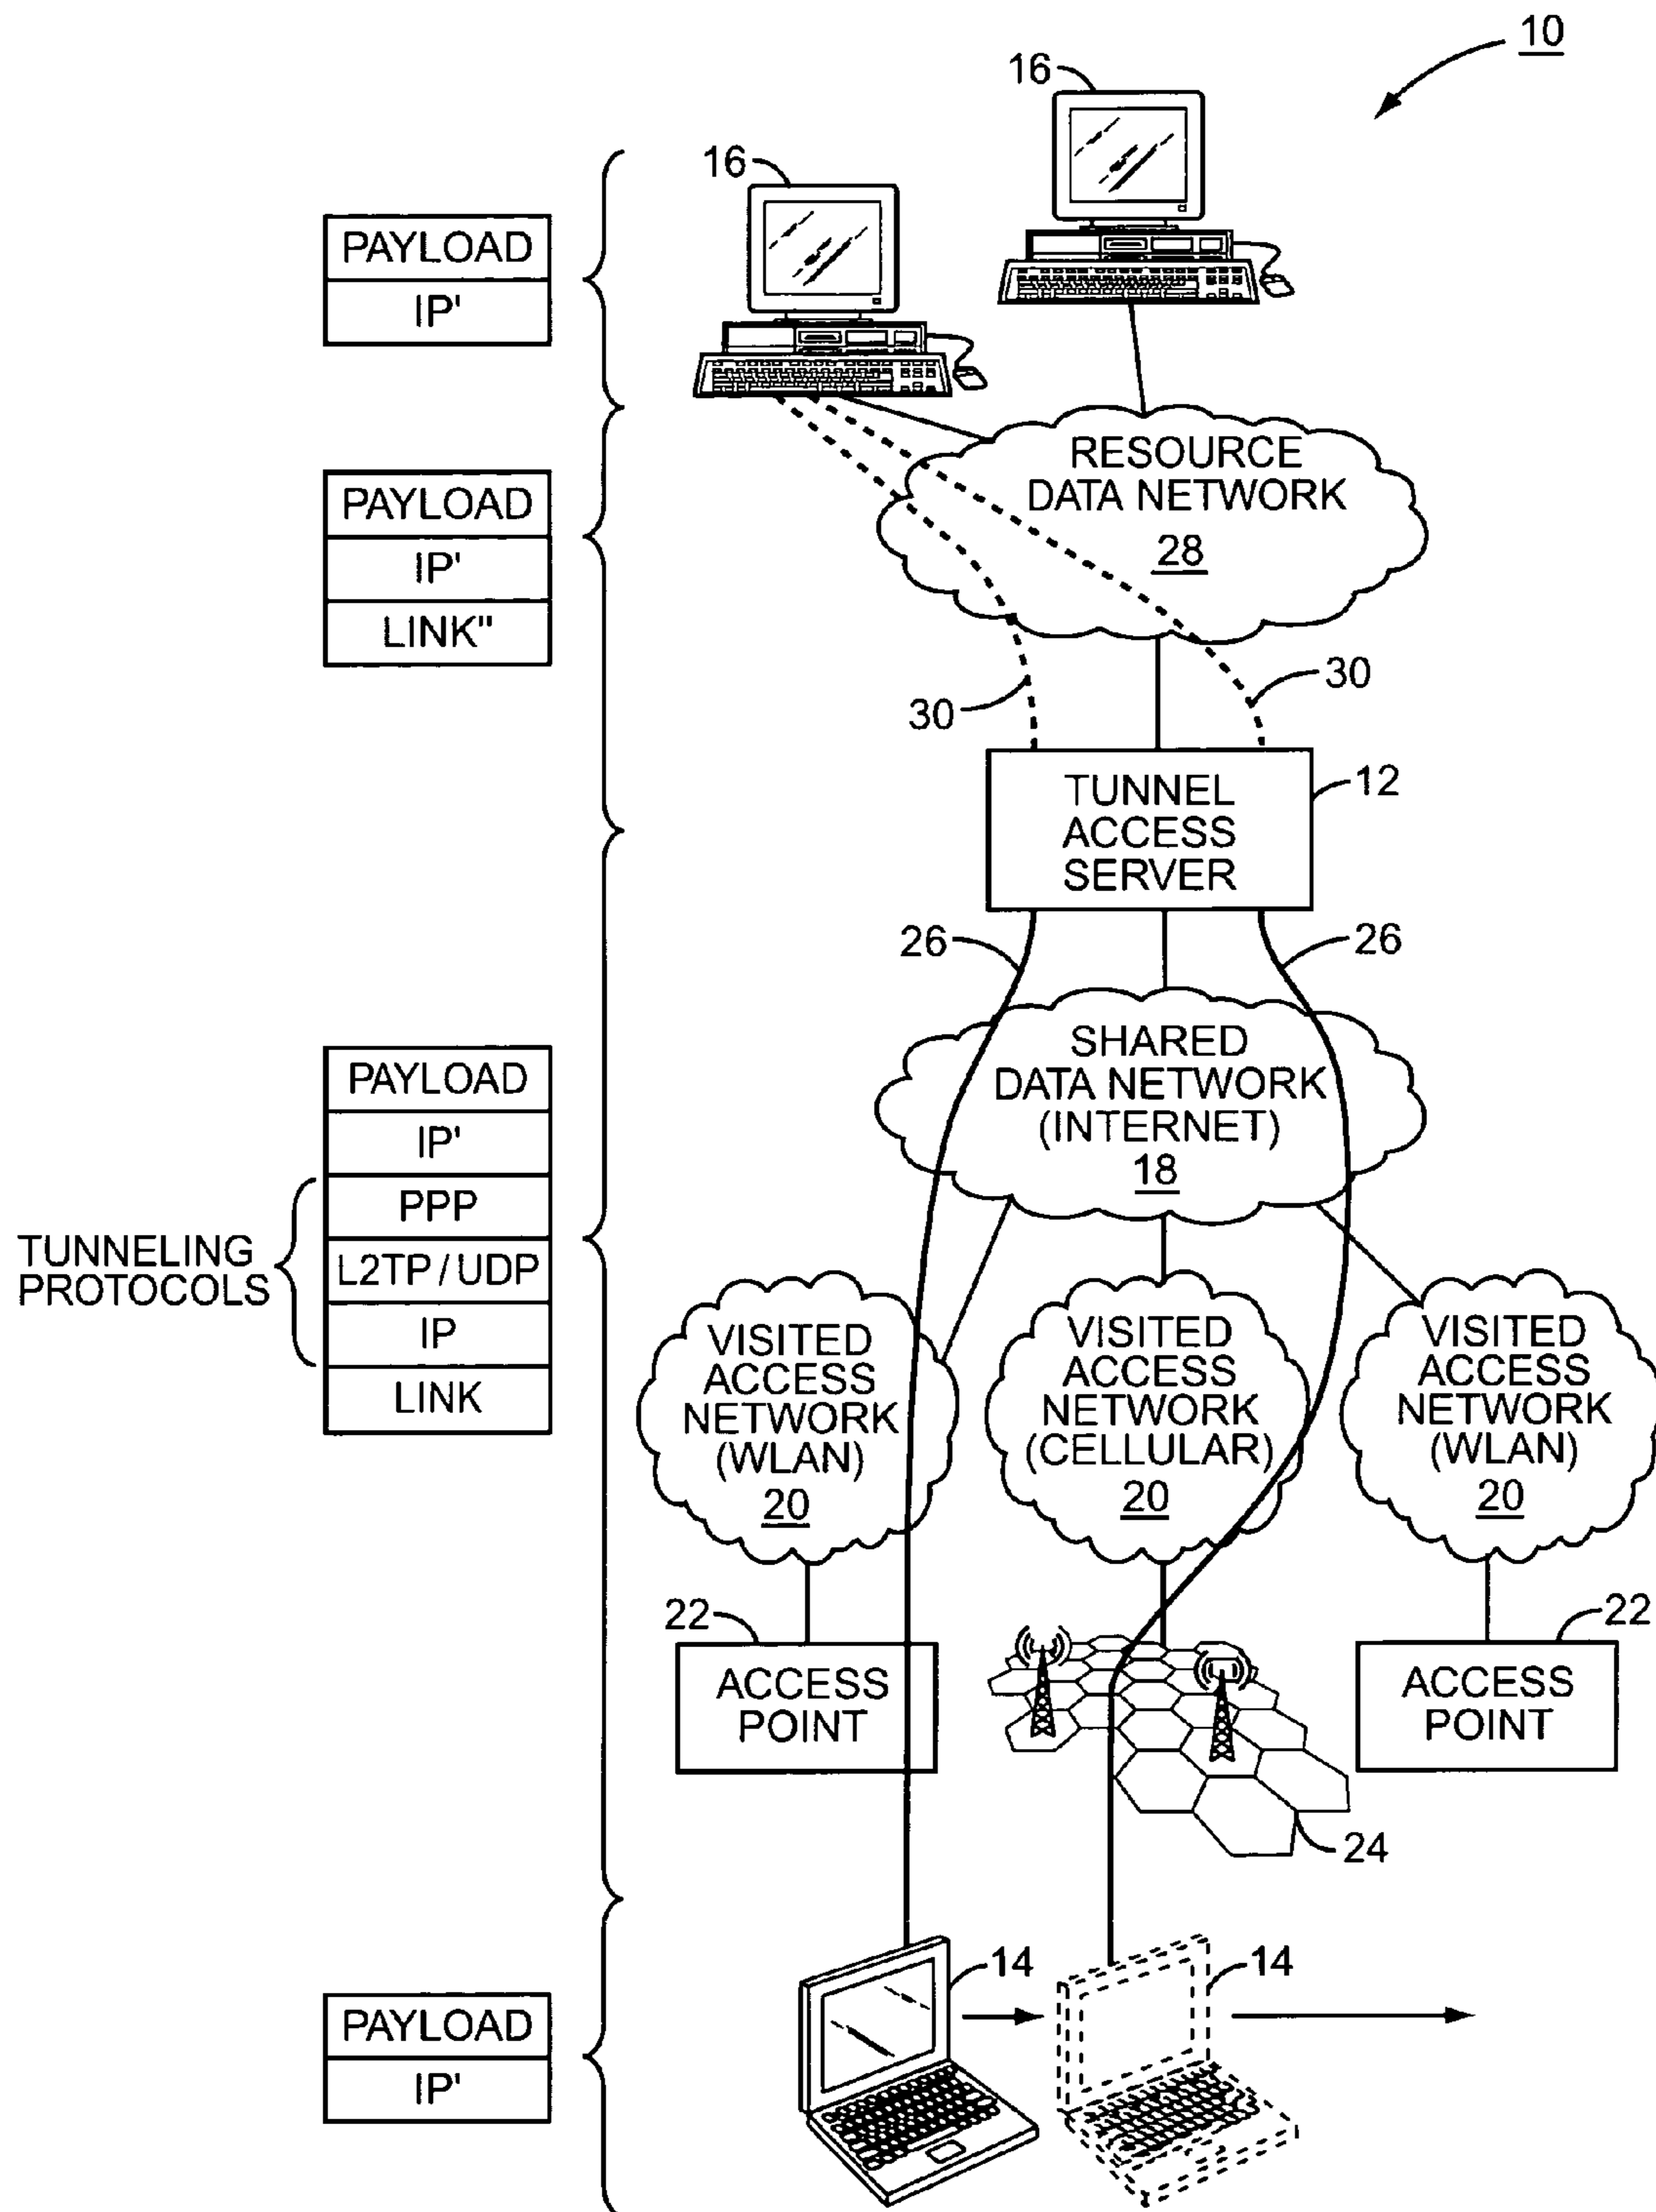 10
16
16
PAYLOAD
IP'
RESOURCE
DATA NETWORK
28
PAYLOAD
IP'
LINK"
30
30
TUNNEL
ACCESS
SERVER
12
26
26
SHARED
DATA NETWORK
(INTERNET)
18
PAYLOAD
IP'
PPP
L2TP / UDP
IP
LINK
TUNNELING
PROTOCOLS
VISITED
ACCESS
NETWORK
(WLAN)
20
VISITED
ACCESS
NETWORK
(CELLULAR)
20
VISITED
ACCESS
NETWORK
(WLAN)
20
22
ACCESS
POINT
22
ACCESS
POINT
24
14
14
PAYLOAD
IP'